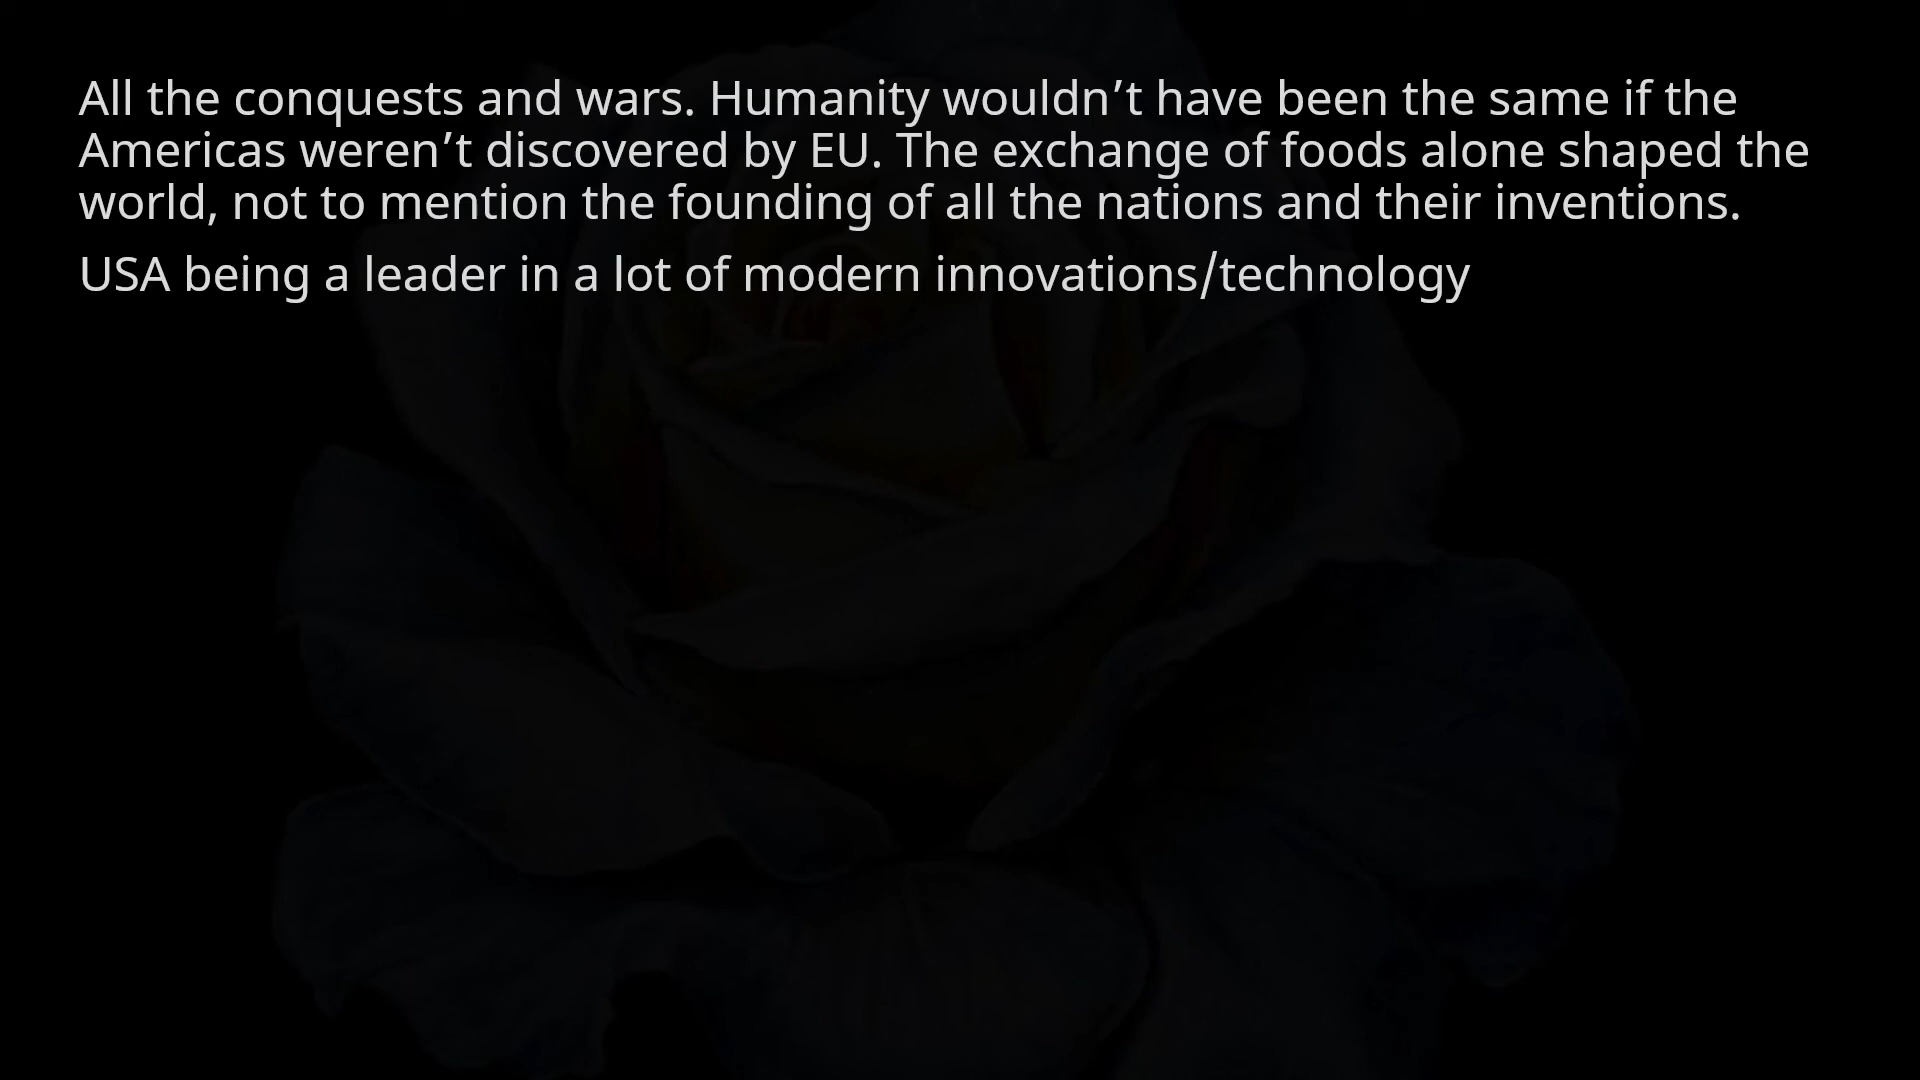 All the conquests and wars. Humanity wouldn’t have been the same if the
Americas weren’t discovered by EU. The exchange of foods alone shaped the
world, not to mention the founding of all the nations and their inventions.
USA being a leader in a lot of modern innovations/technology